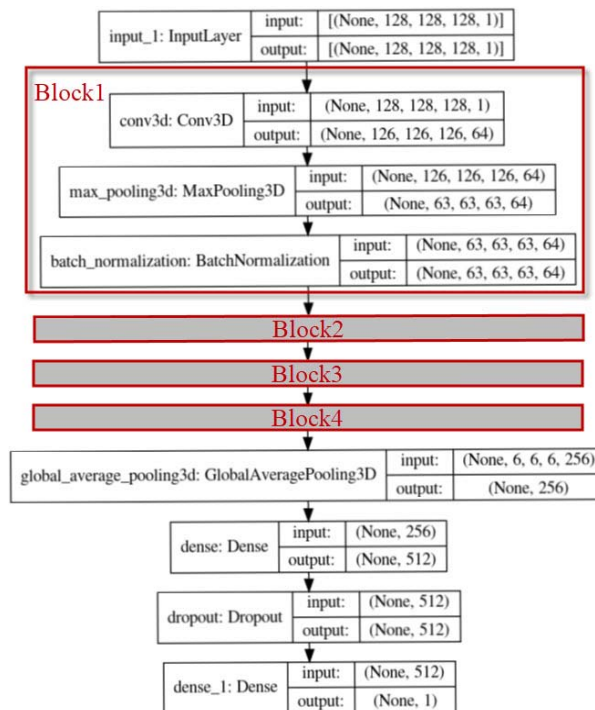 input_1: InputLayer
input: [(None, 128, 128, 128, 1)]
output: [(None, 128, 128, 128, 1)]
Block1
conv3d: Conv3D
input: (None, 128, 128, 128, 1)
output: (None, 126, 126, 126, 64)
max_pooling3d: MaxPooling3D
input: (None, 126, 126, 126, 64)
output: (None, 63, 63, 63, 64)
batch_normalization: BatchNormalization
input: (None, 63, 63, 63, 64)
output: (None, 63, 63, 63, 64)
Block2
Block3
Block4
global_average_pooling3d: GlobalAveragePooling3D
input: (None, 6, 6, 6, 256)
output: (None, 256)
dense: Dense
input: (None, 256)
output: (None, 512)
dropout: Dropout
input: (None, 512)
output: (None, 512)
dense_1: Dense
input: (None, 512)
output: (None, 1)